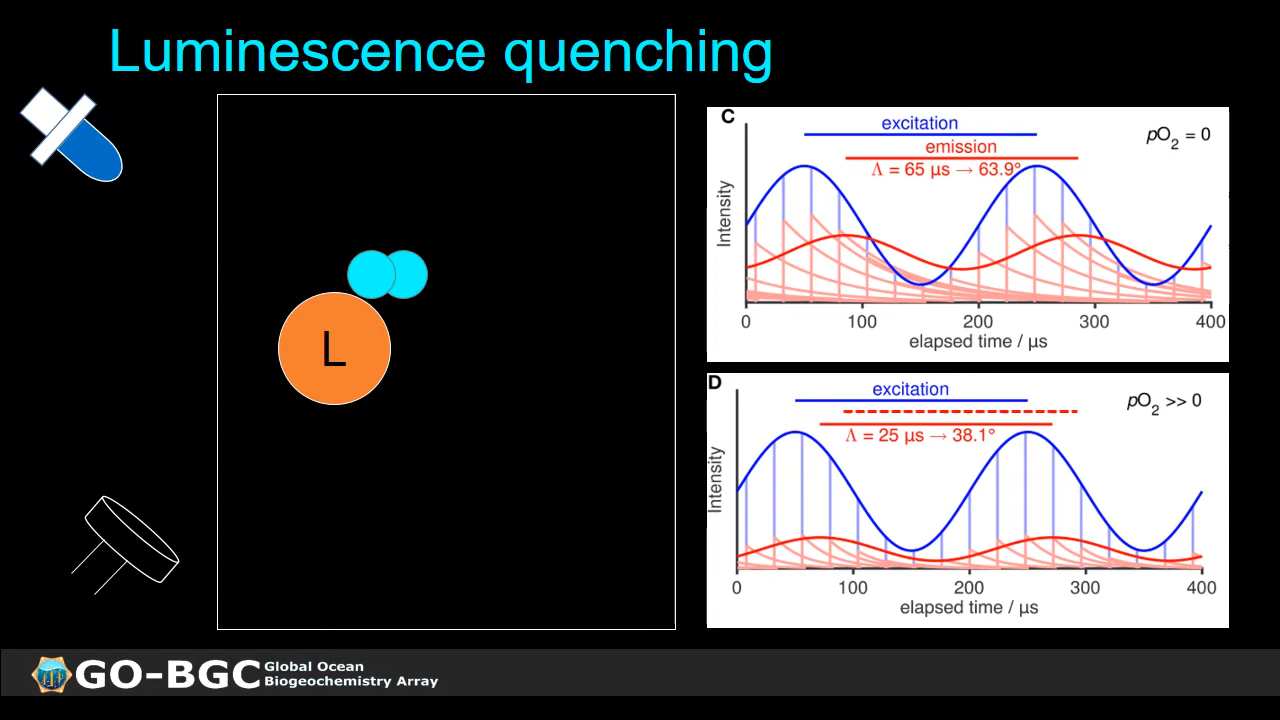 Luminescence quenching
L
C
excitation
pO2 = 0
emission
Λ = 65 µs → 63.9°
Intensity
0 100 200 300 400
elapsed time / µs
D
excitation
pO2 >> 0
Λ = 25 µs → 38.1°
Intensity
0 100 200 300 400
elapsed time / µs
GO-BGC Global Ocean
Biogeochemistry Array